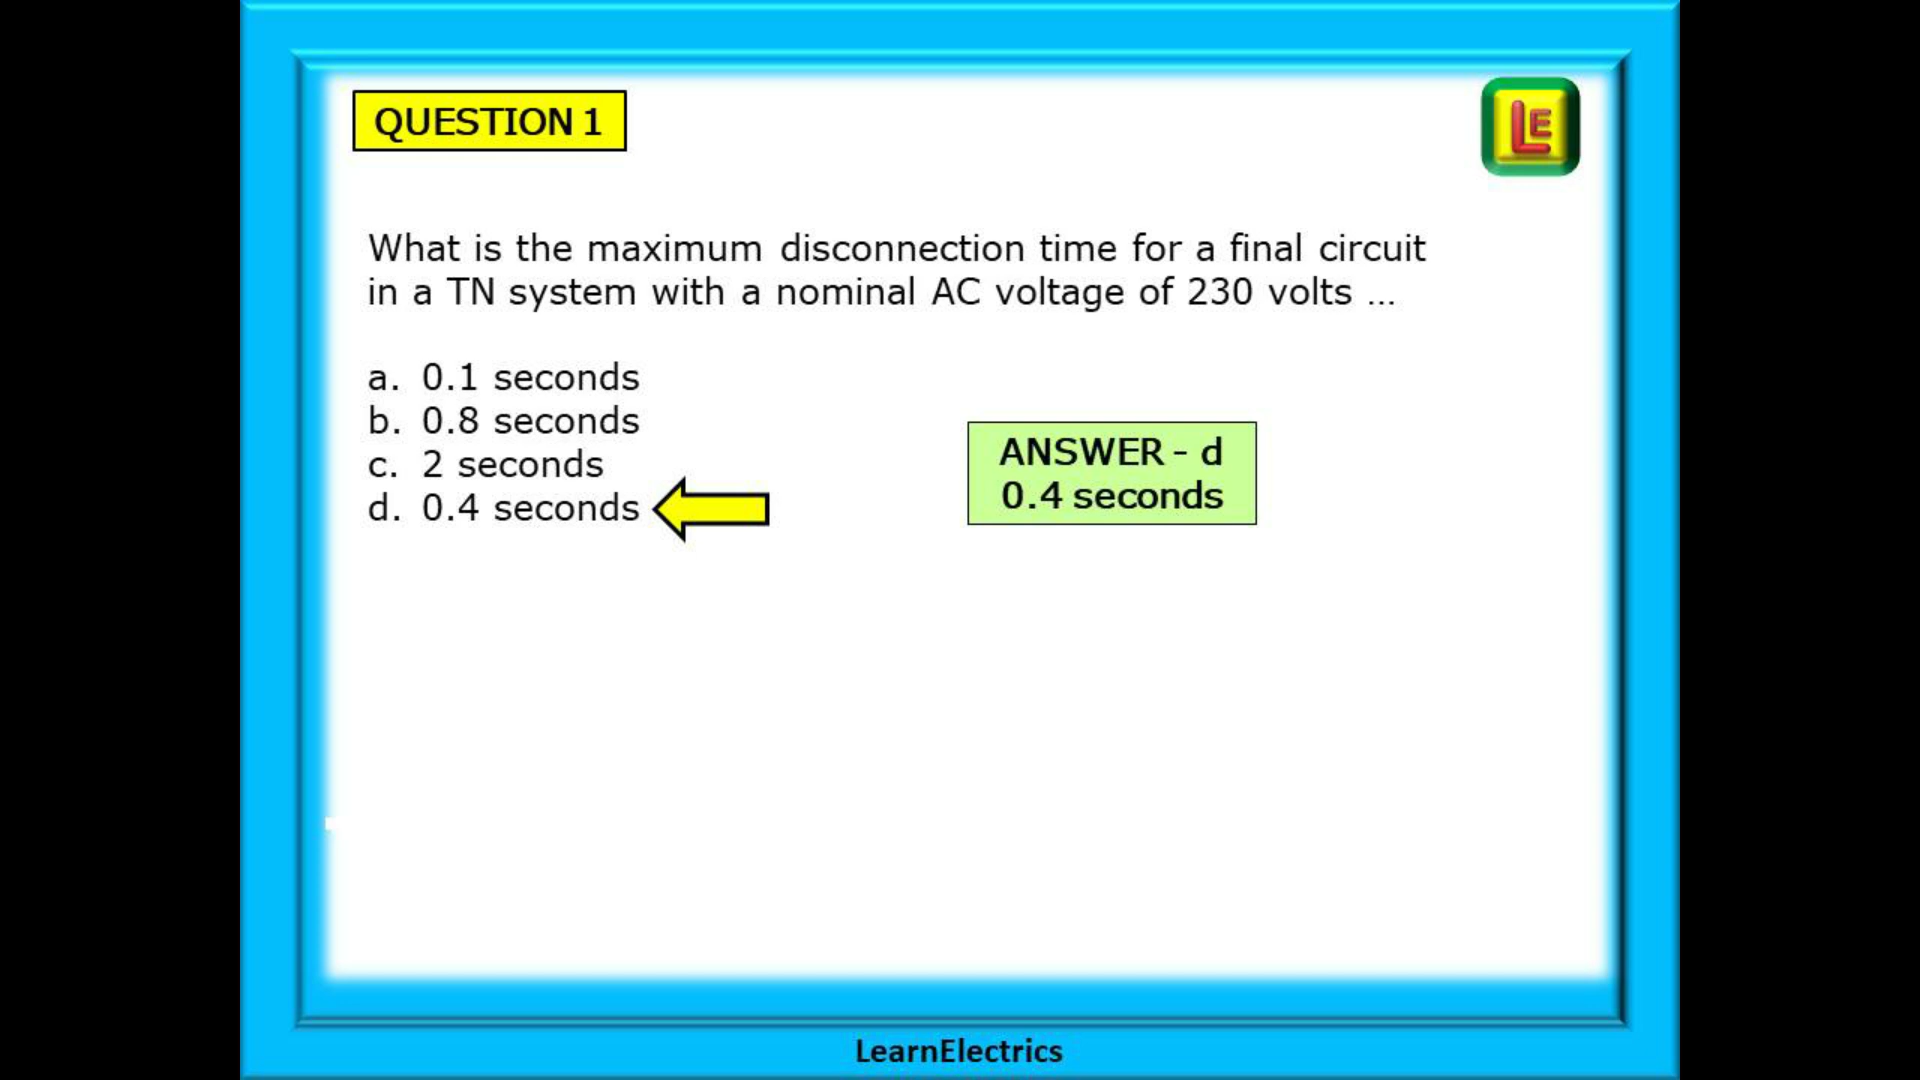 QUESTION 1
LE
What is the maximum disconnection time for a final circuit
in a TN system with a nominal AC voltage of 230 volts ...
a. 0.1 seconds
b. 0.8 seconds
c. 2 seconds
d. 0.4 seconds
ANSWER - d
0.4 seconds
LearnElectrics